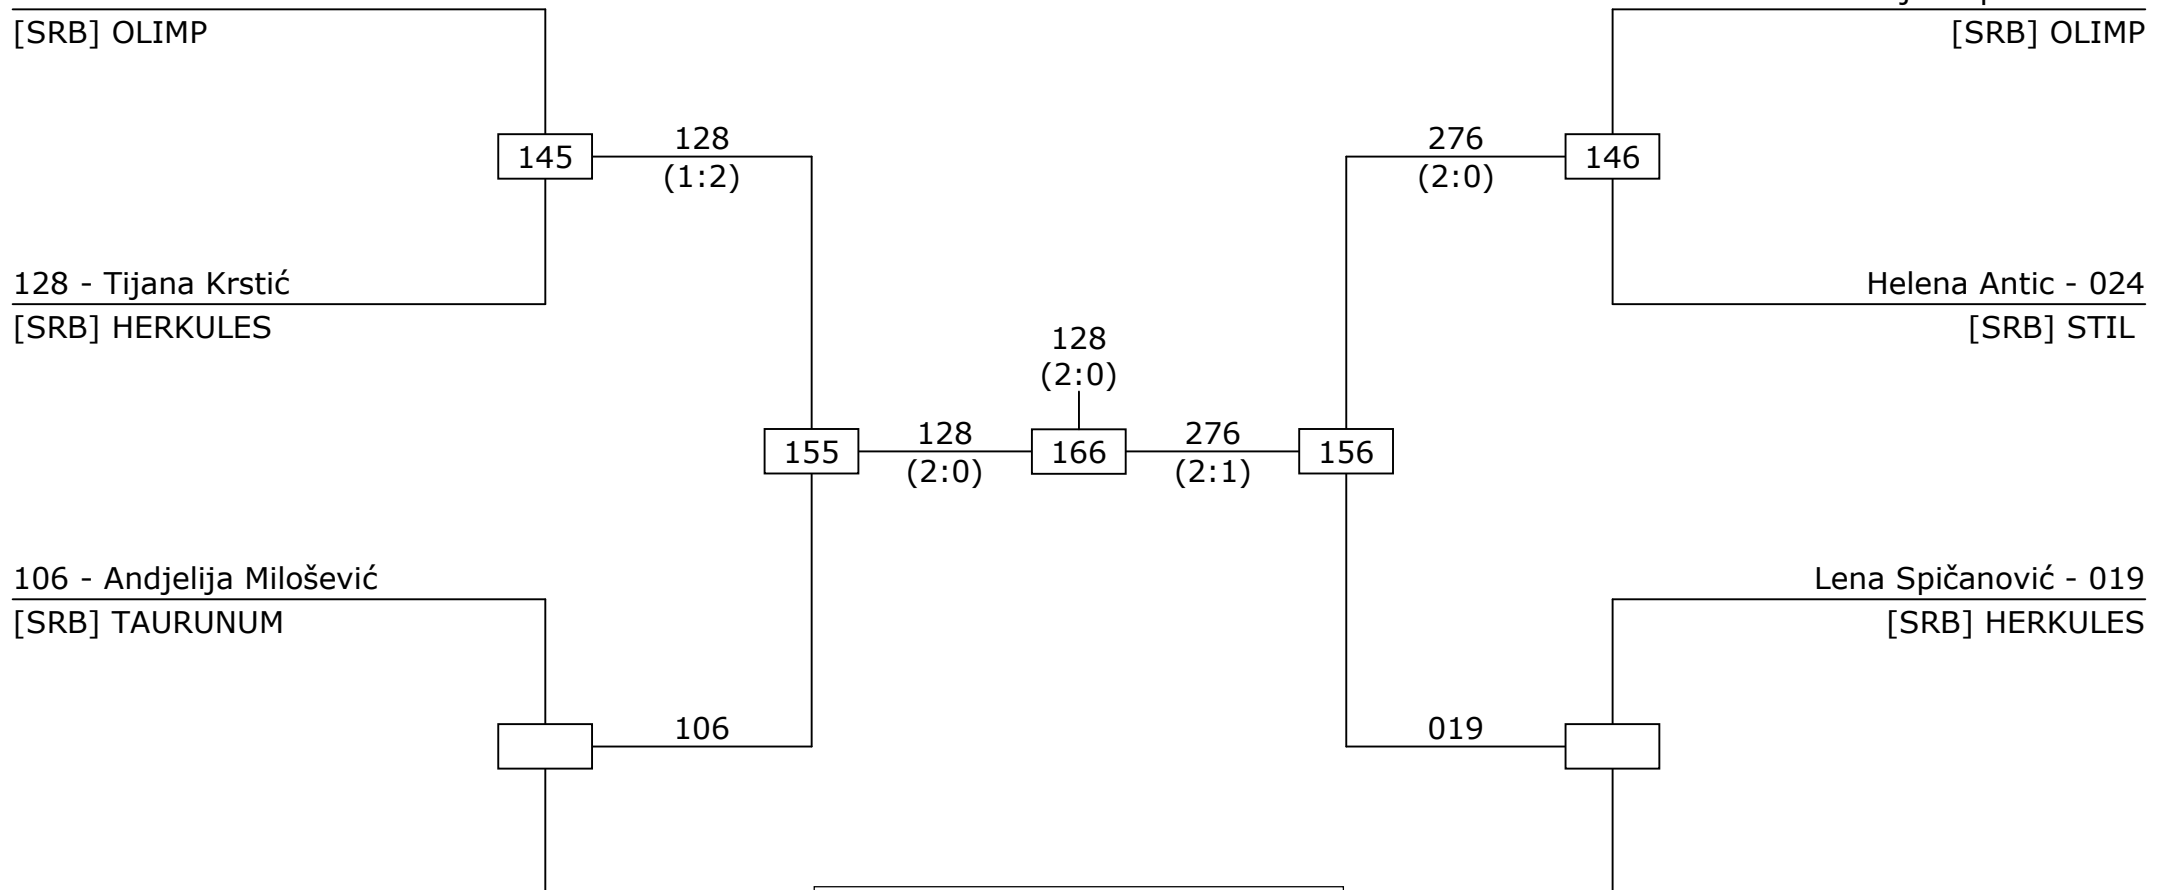 [SRB] OLIMP
[SRB] OLIMP
128
(1:2)
145
276
(2:0)
146
128 - Tijana Krstić
[SRB] HERKULES
Helena Antic - 024
[SRB] STIL
128
(2:0)
155
128
(2:0)
166
276
(2:1)
156
106 - Andjelija Milošević
[SRB] TAURUNUM
Lena Spičanović - 019
[SRB] HERKULES
106
019